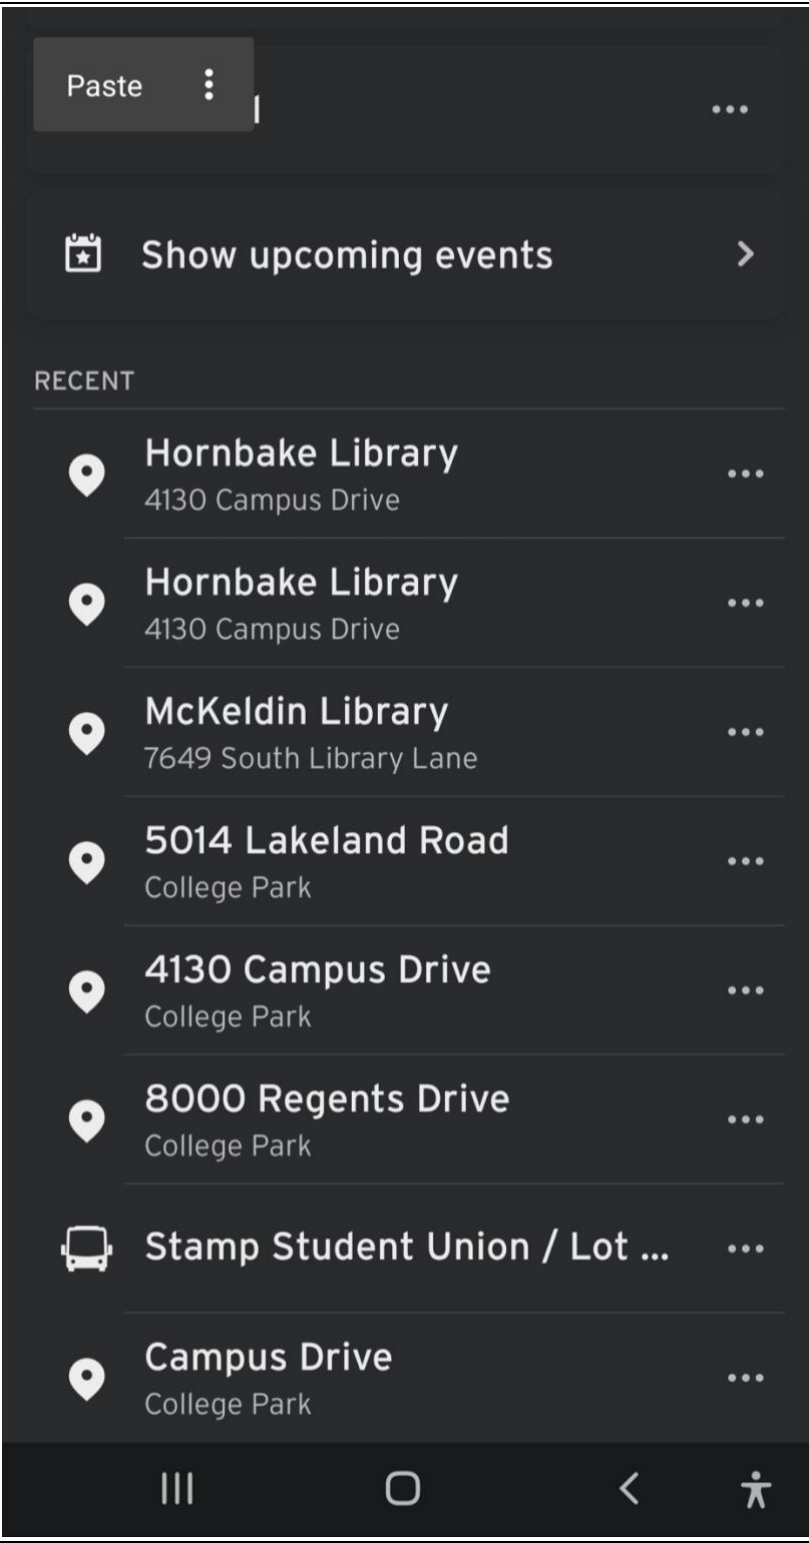 Paste
Show upcoming events
RECENT
Hornbake Library
4130 Campus Drive
Hornbake Library
4130 Campus Drive
McKeldin Library
7649 South Library Lane
5014 Lakeland Road
College Park
4130 Campus Drive
College Park
8000 Regents Drive
College Park
Stamp Student Union / Lot ...
Campus Drive
College Park